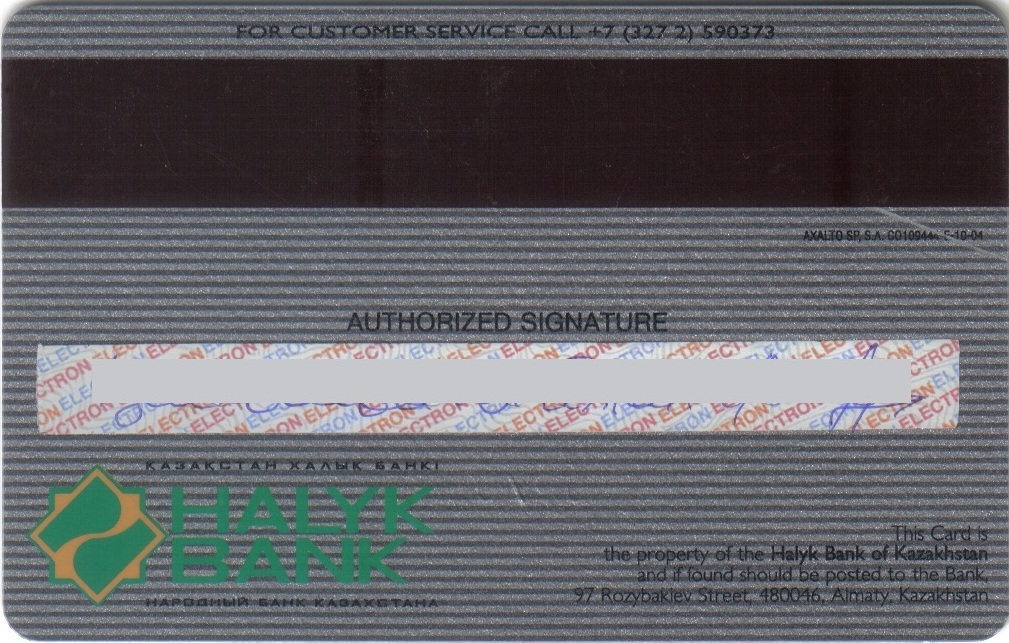 FOR CUSTOMER SERVICE CALL +7 (327 2) 590373
AXALTO SP, S.A.
AUTHORIZED SIGNATURE
ҚАЗАҚСТАН ХАЛЫҚ БАНКІ
HALYK
BANK
НАРОДНЫЙ БАНК КАЗАХСТАНА
This Card is
the property of the Halyk Bank of Kazakhstan
and if found should be posted to the Bank,
97 Rozybakiev Street, 480046, Almaty, Kazakhstan